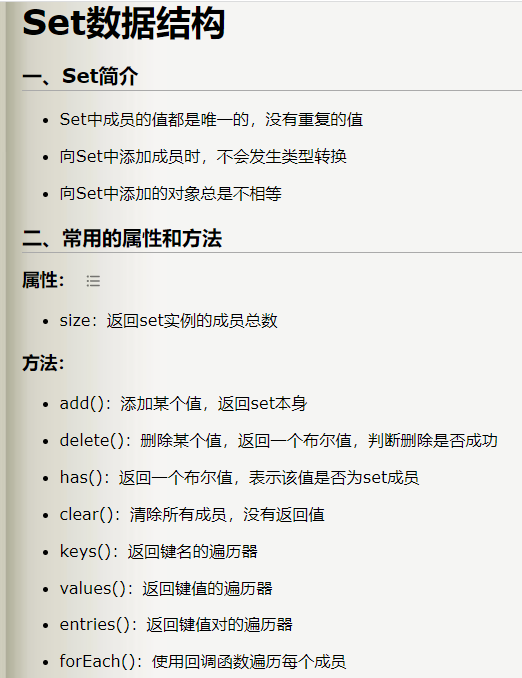 Set数据结构
一、Set简介
Set中成员的值都是唯一的，没有重复的值
向Set中添加成员时，不会发生类型转换
向Set中添加的对象总是不相等
二、常用的属性和方法
属性：
size：返回set实例的成员总数
方法：
add()：添加某个值，返回set本身
delete()：删除某个值，返回一个布尔值，判断删除是否成功
has()：返回一个布尔值，表示该值是否为set成员
clear()：清除所有成员，没有返回值
keys()：返回键名的遍历器
values()：返回键值的遍历器
entries()：返回键值对的遍历器
forEach()：使用回调函数遍历每个成员